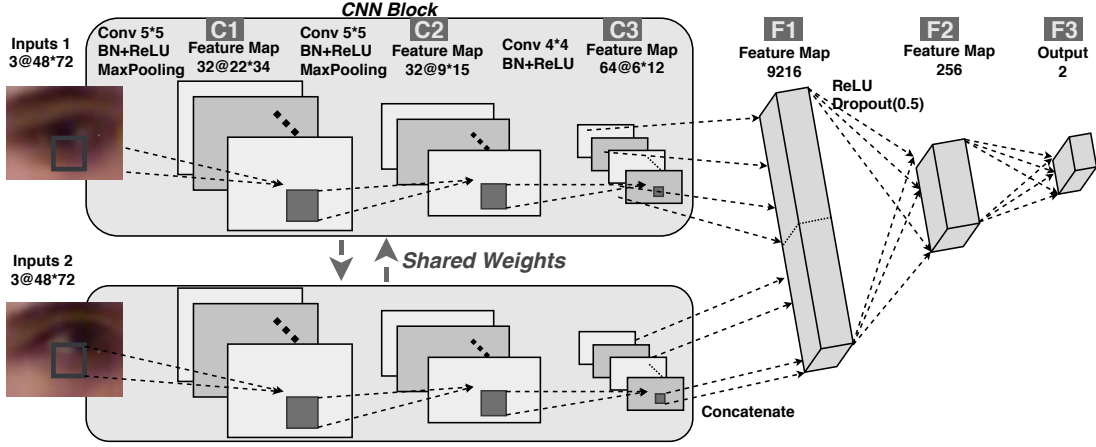 CNN Block
Inputs 1
3@48*72
Conv 5*5
BN+ReLU
MaxPooling
C1
Feature Map
32@22*34
Conv 5*5
BN+ReLU
MaxPooling
C2
Feature Map
32@9*15
Conv 4*4
BN+ReLU
C3
Feature Map
64@6*12
F1
Feature Map
9216
ReLU
Dropout(0.5)
F2
Feature Map
256
F3
Output
2
Shared Weights
Inputs 2
3@48*72
Concatenate